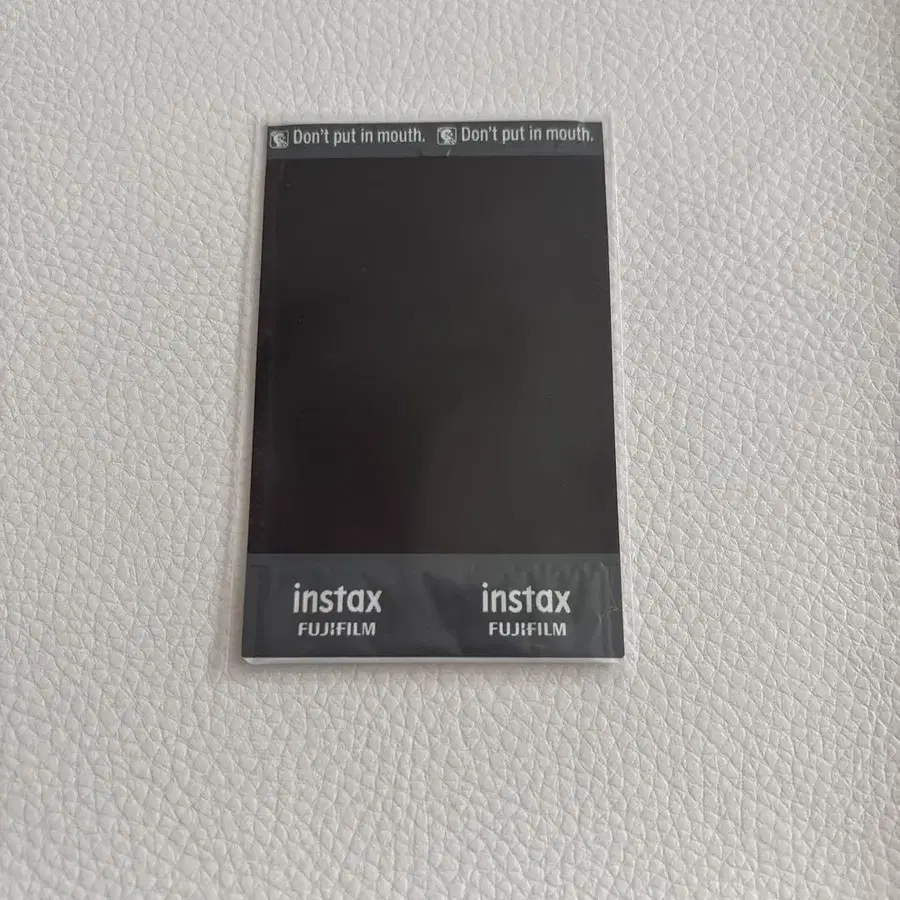 Don't put in mouth. Don't put in mouth.
instax instax
FUJIFILM FUJIFILM